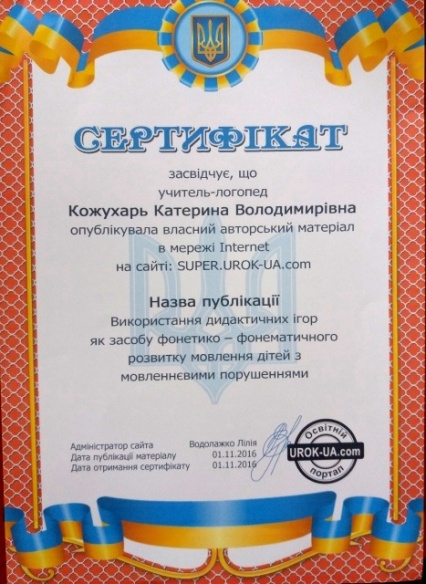 СЕРТИФІКАТ
засвідчує, що
учитель-логопед
Кожухарь Катерина Володимирівна
опублікувала власний авторський матеріал
в мережі Internet
на сайті: SUPER.UROK-UA.com
Назва публікації
Використання дидактичних ігор
як засобу фонетико - фонематичного
розвитку мовлення дітей з
мовленнєвими порушеннями
Адміністратор сайта Водолажко Лілія
Дата публікації матеріалу 01.11.2016
Дата отримання сертифікату 01.11.2016
Освітній
UROK-UA.com
портал